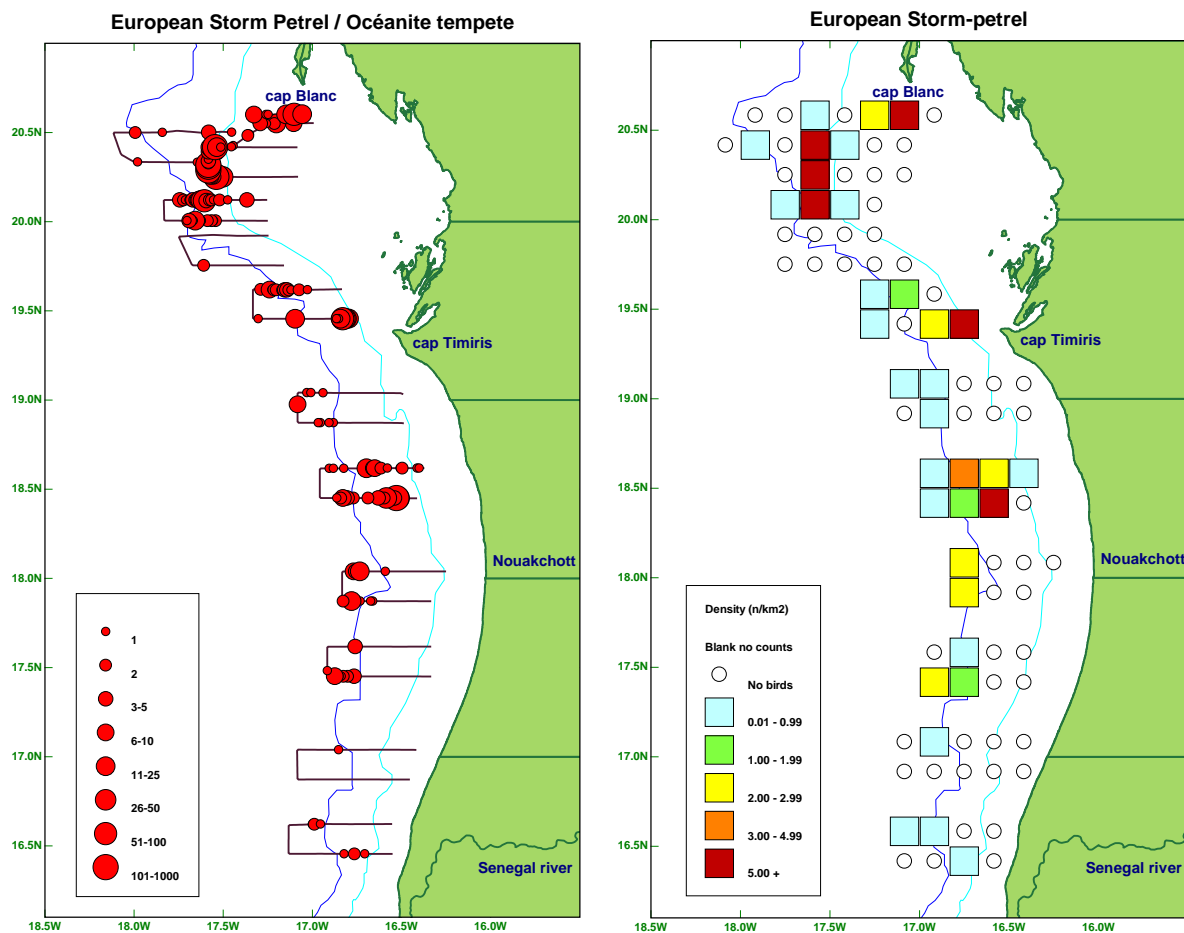 European Storm Petrel / Océanite tempete
cap Blanc
20.5N
20.0N
19.5N
cap Timiris
19.0N
18.5N
Nouakchott
18.0N
17.5N
17.0N
16.5N
Senegal river
1
2
3-5
6-10
11-25
26-50
51-100
101-1000
18.5W
18.0W
17.5W
17.0W
16.5W
16.0W
European Storm-petrel
cap Blanc
20.5N
20.0N
19.5N
cap Timiris
19.0N
18.5N
Nouakchott
18.0N
17.5N
17.0N
16.5N
Senegal river
Density (n/km2)
Blank no counts
No birds
0.01 - 0.99
1.00 - 1.99
2.00 - 2.99
3.00 - 4.99
5.00 +
18.5W
18.0W
17.5W
17.0W
16.5W
16.0W